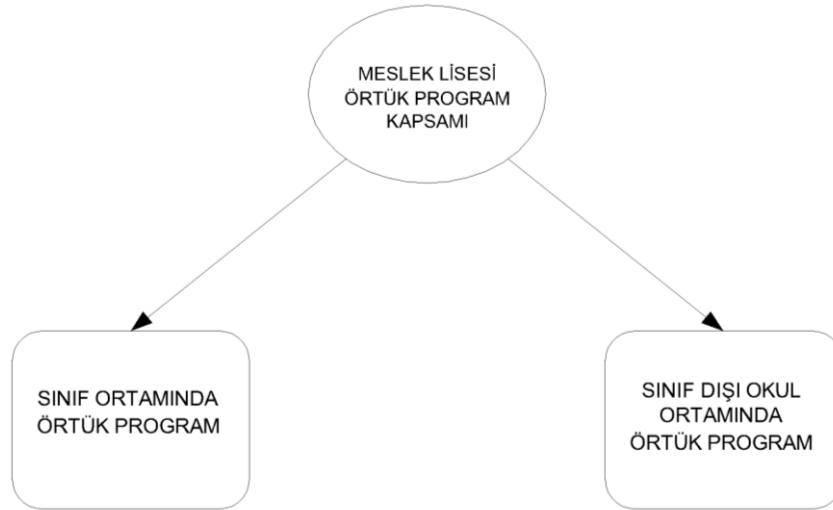 MESLEK LİSESİ
ÖRTÜK PROGRAM
KAPSAMI
SINIF ORTAMINDA
ÖRTÜK PROGRAM
SINIF DIŞI OKUL
ORTAMINDA
ÖRTÜK PROGRAM